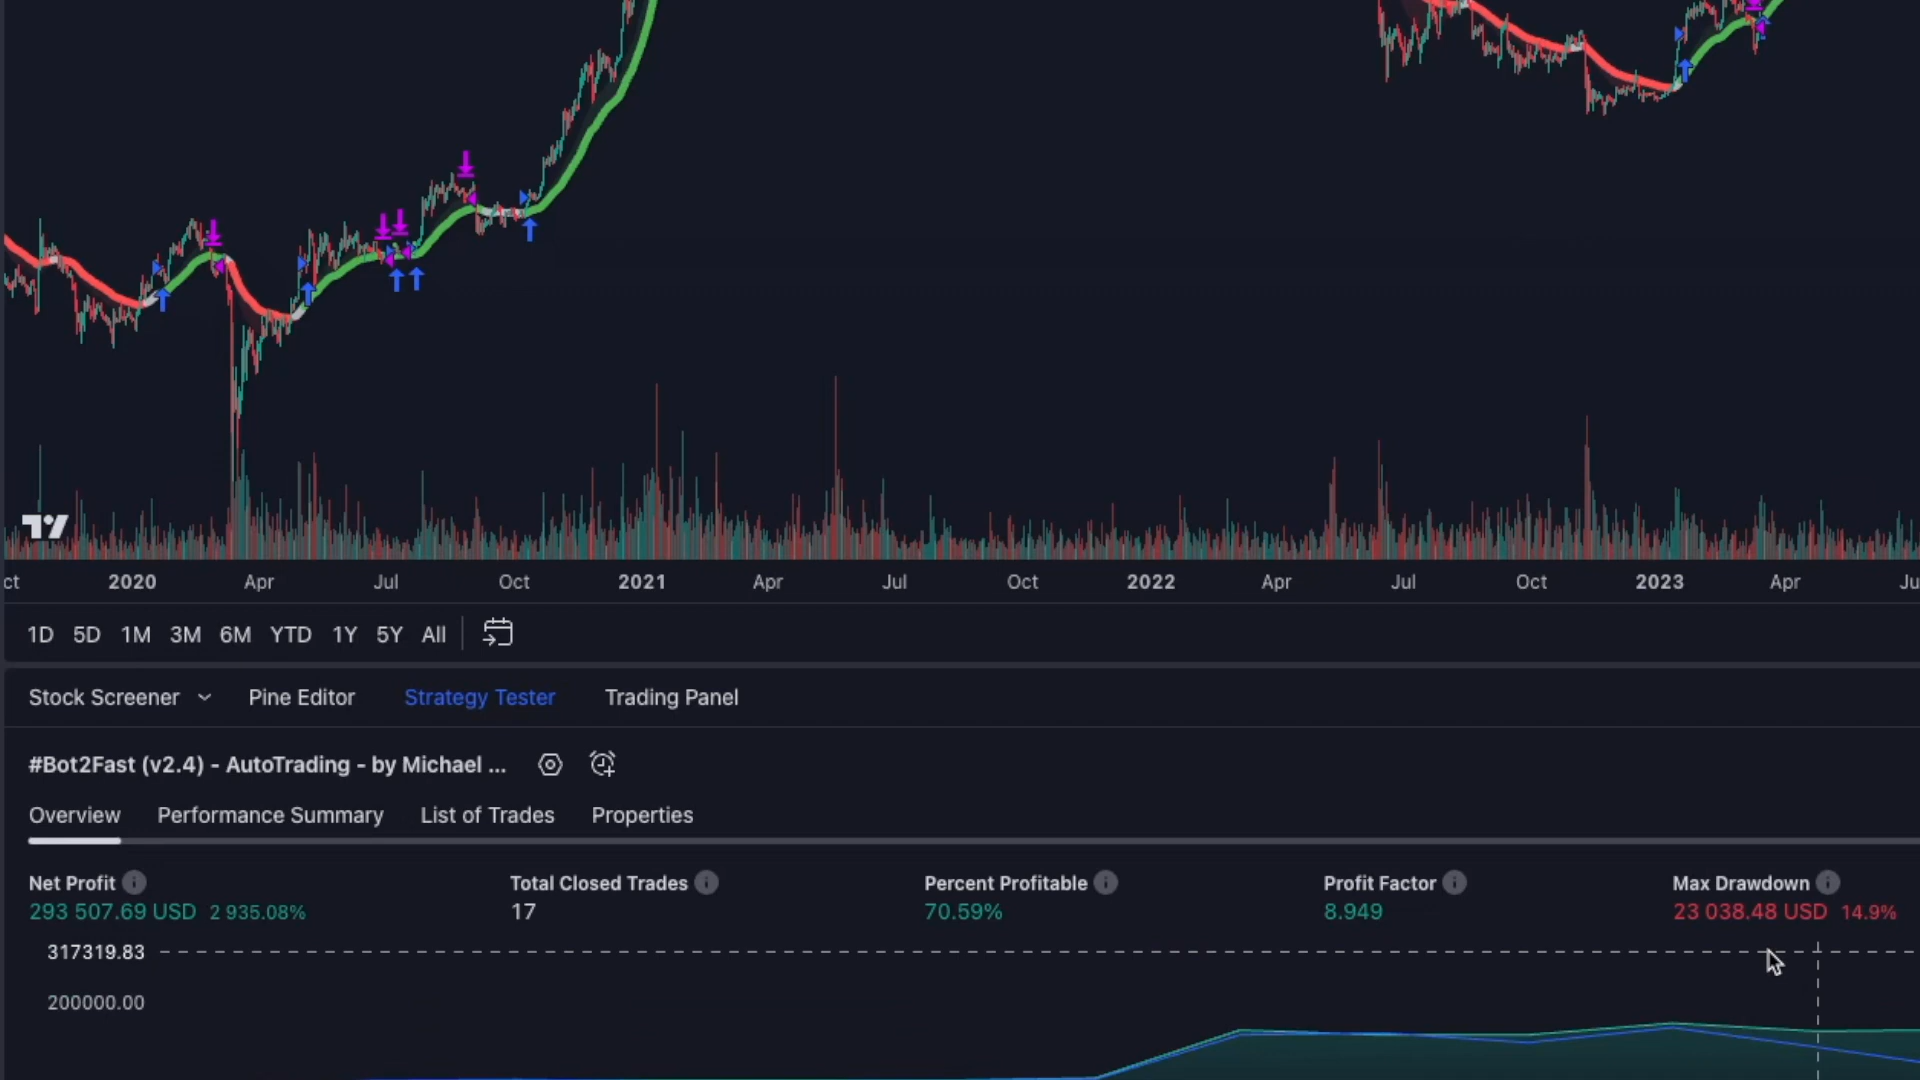 ct 2020 Apr Jul Oct 2021 Apr Jul Oct 2022 Apr Jul Oct 2023 Apr Ju
1D 5D 1M 3M 6M YTD 1Y 5Y All
Stock Screener Pine Editor Strategy Tester Trading Panel
#Bot2Fast (v2.4) - AutoTrading - by Michael ...
Overview Performance Summary List of Trades Properties
Net Profit Total Closed Trades Percent Profitable Profit Factor Max Drawdown
293 507.69 USD 2 935.08% 17 70.59% 8.949 23 038.48 USD 14.9%
317319.83
200000.00